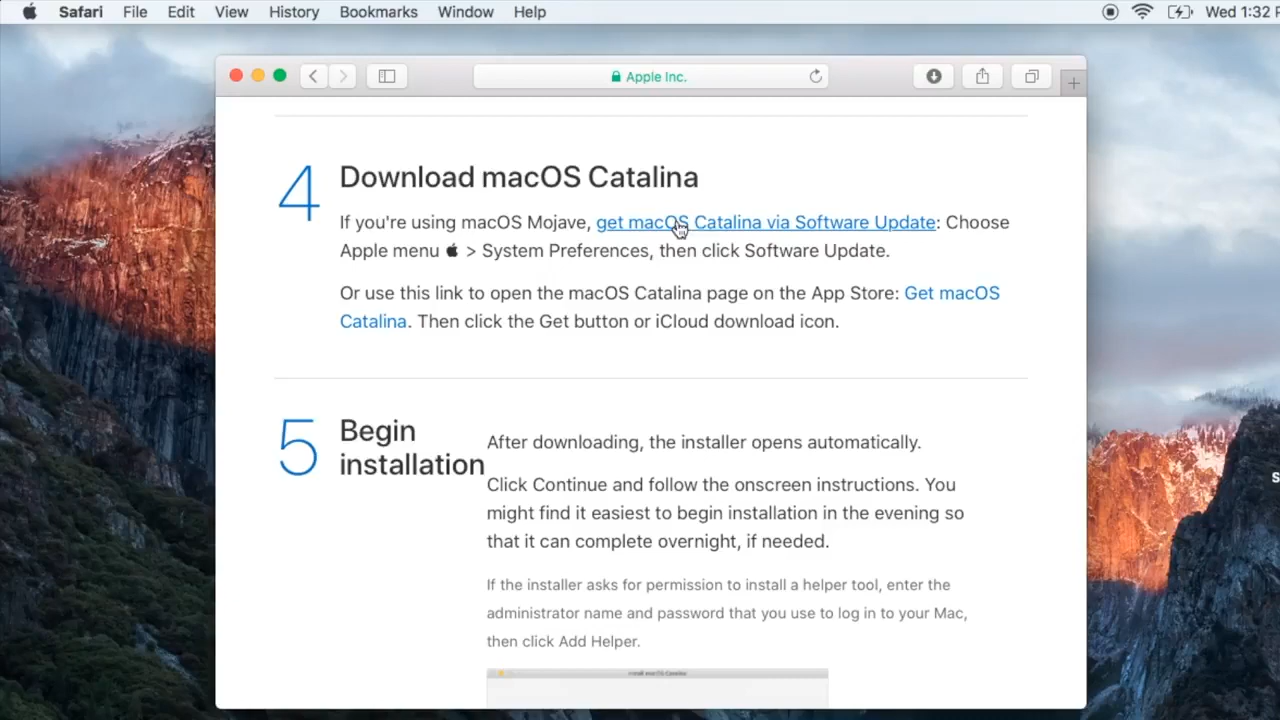 Safari File Edit View History Bookmarks Window Help Wed 1:32
Apple Inc.
4 Download macOS Catalina
If you're using macOS Mojave, get macOS Catalina via Software Update: Choose
Apple menu  > System Preferences, then click Software Update.
Or use this link to open the macOS Catalina page on the App Store: Get macOS
Catalina. Then click the Get button or iCloud download icon.
5 Begin
installation
After downloading, the installer opens automatically.
Click Continue and follow the onscreen instructions. You
might find it easiest to begin installation in the evening so
that it can complete overnight, if needed.
If the installer asks for permission to install a helper tool, enter the
administrator name and password that you use to log in to your Mac,
then click Add Helper.
Install macOS Catalina